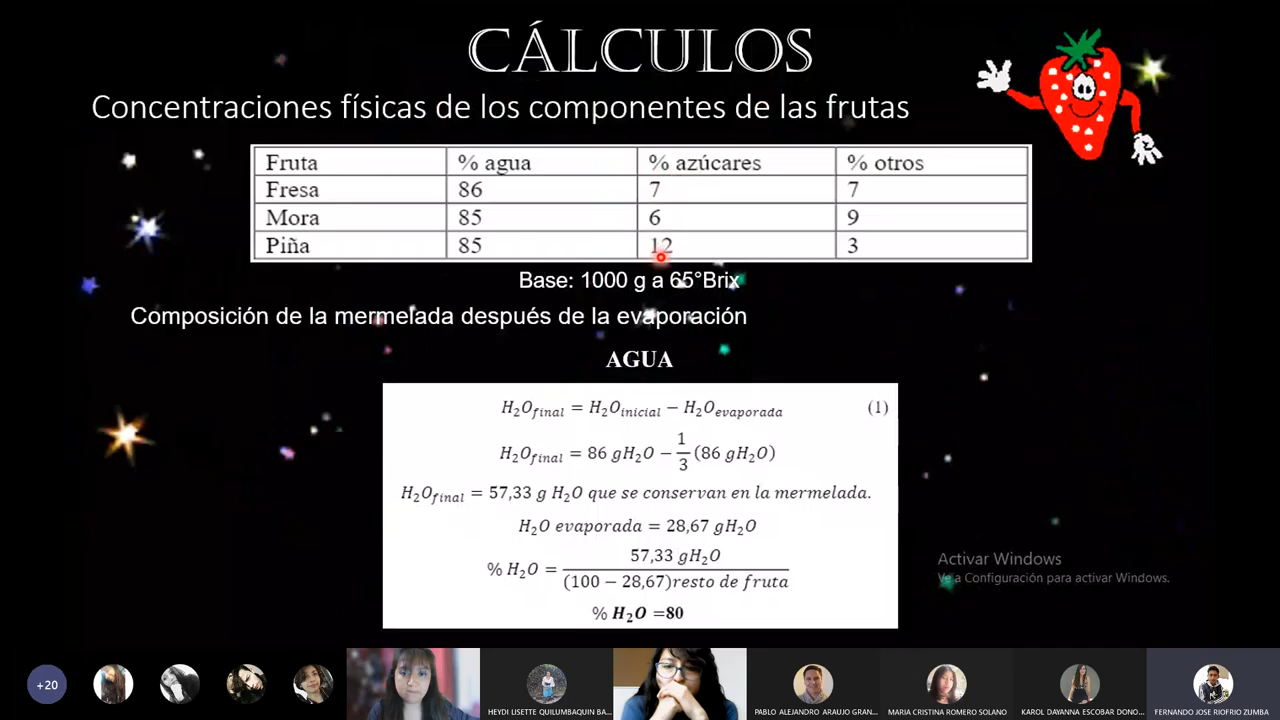 CÁLCULOS
Concentraciones físicas de los componentes de las frutas
Fruta % agua % azúcares % otros
Fresa 86 7 7
Mora 85 6 9
Piña 85 12 3
Base: 1000 g a 65°Brix
Composición de la mermelada después de la evaporación
AGUA
H₂O_final = H₂O_inicial − H₂O_evaporada (1)
H₂O_final = 86 gH₂O − 1/3 (86 gH₂O)
H₂O_final = 57,33 g H₂O que se conservan en la mermelada.
H₂O evaporada = 28,67 gH₂O
% H₂O = 57,33 gH₂O / (100 − 28,67)resto de fruta
% H₂O =80
Activar Windows
Ve a Configuración para activar Windows.
+20
HEYDI LISETTE QUILUMBAQUIN BA...
PABLO ALEJANDRO ARAUJO GRAN...
MARIA CRISTINA ROMERO SOLANO
KAROL DAYANNA ESCOBAR DONO...
FERNANDO JOSE RIOFRIO ZUMBA